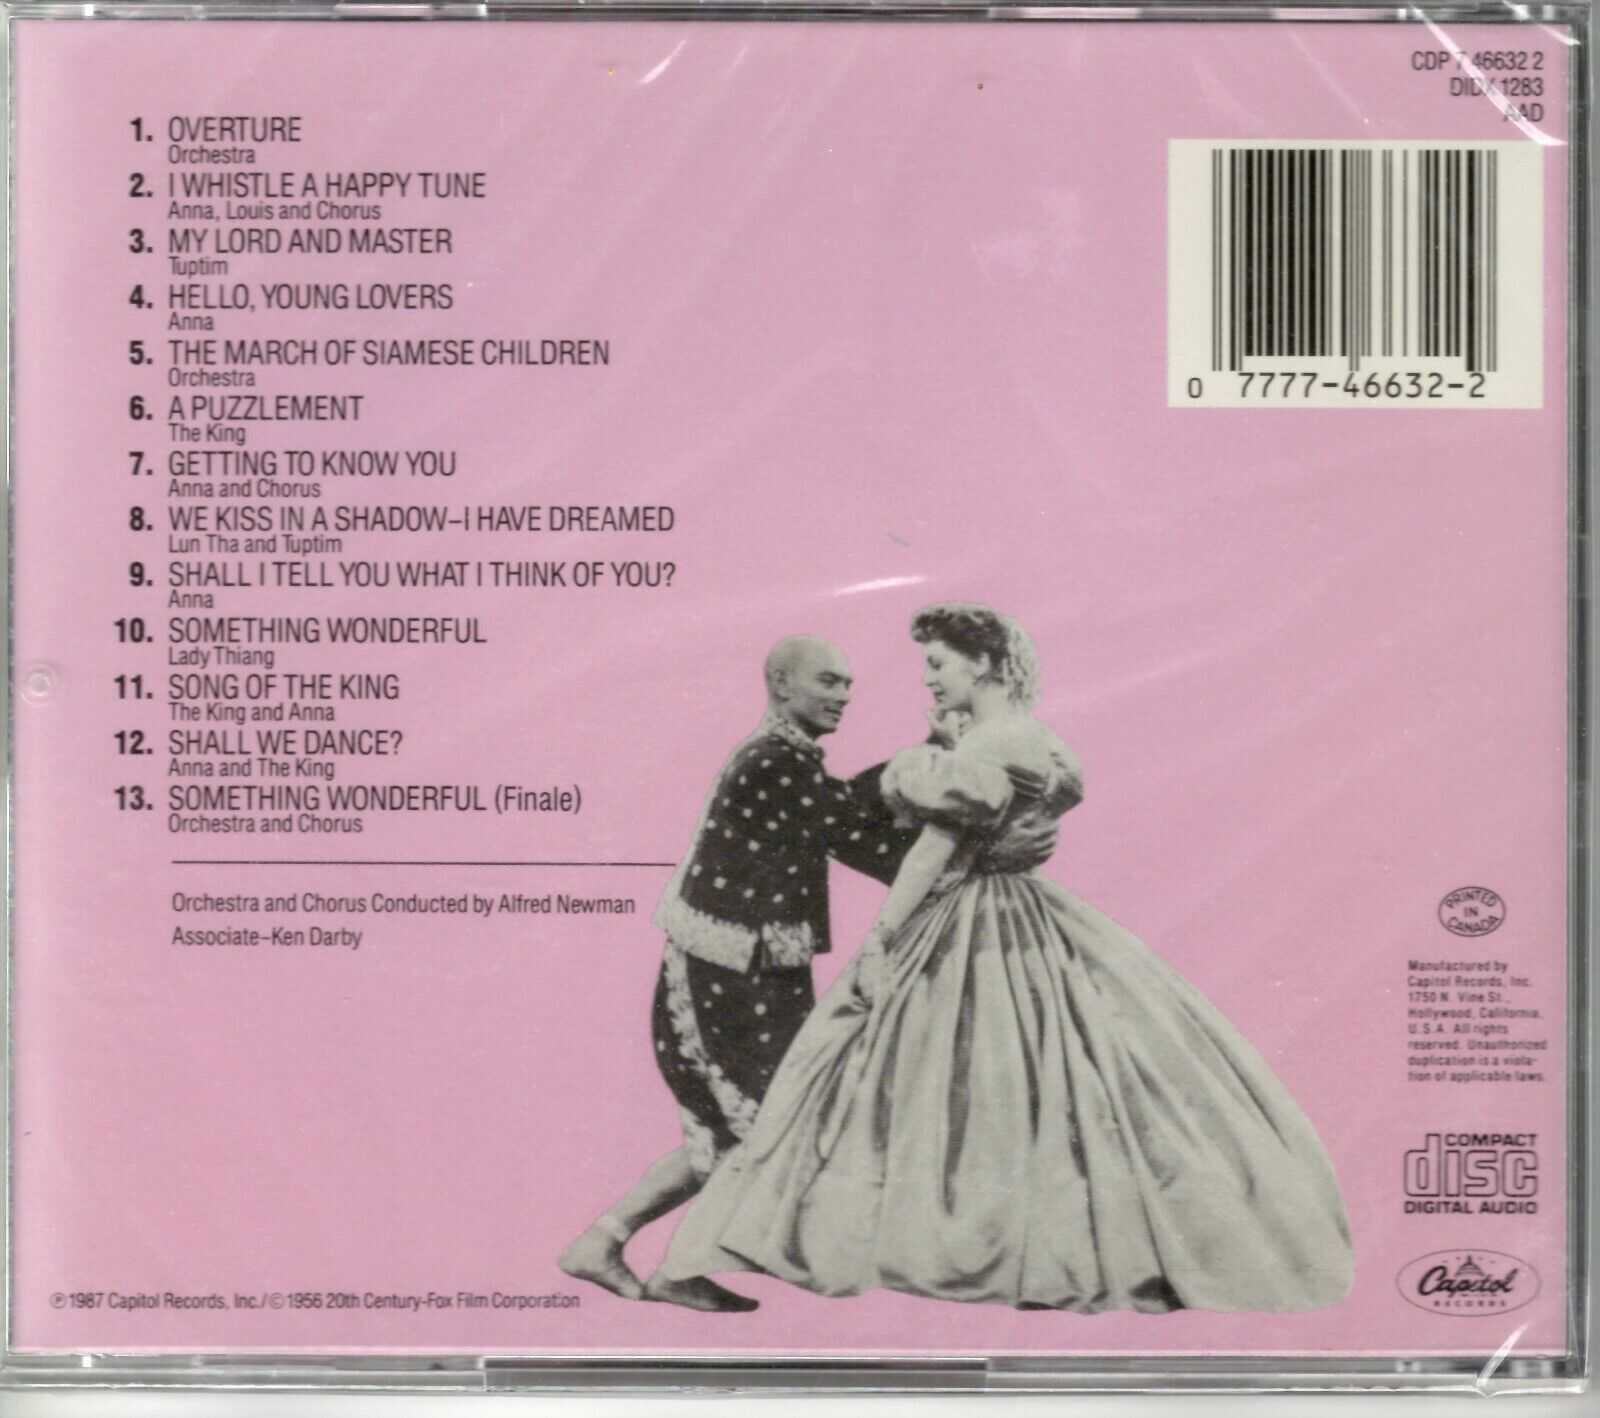 CDP 7 46632 2
DIDX 1283
AAD
1. OVERTURE
Orchestra
2. I WHISTLE A HAPPY TUNE
Anna, Louis and Chorus
3. MY LORD AND MASTER
Tuptim
4. HELLO, YOUNG LOVERS
Anna
5. THE MARCH OF SIAMESE CHILDREN
Orchestra
6. A PUZZLEMENT
The King
7. GETTING TO KNOW YOU
Anna and Chorus
8. WE KISS IN A SHADOW–I HAVE DREAMED
Lun Tha and Tuptim
9. SHALL I TELL YOU WHAT I THINK OF YOU?
Anna
10. SOMETHING WONDERFUL
Lady Thiang
11. SONG OF THE KING
The King and Anna
12. SHALL WE DANCE?
Anna and The King
13. SOMETHING WONDERFUL (Finale)
Orchestra and Chorus
Orchestra and Chorus Conducted by Alfred Newman
Associate–Ken Darby
0 7777-46632-2
PRINTED
IN
CANADA
Manufactured by
Capitol Records, Inc.
1750 N. Vine St.,
Hollywood, California,
U.S.A. All rights
reserved. Unauthorized
duplication is a viola-
tion of applicable laws.
COMPACT
disc
DIGITAL AUDIO
Capitol
RECORDS
℗1987 Capitol Records, Inc./©1956 20th Century-Fox Film Corporation